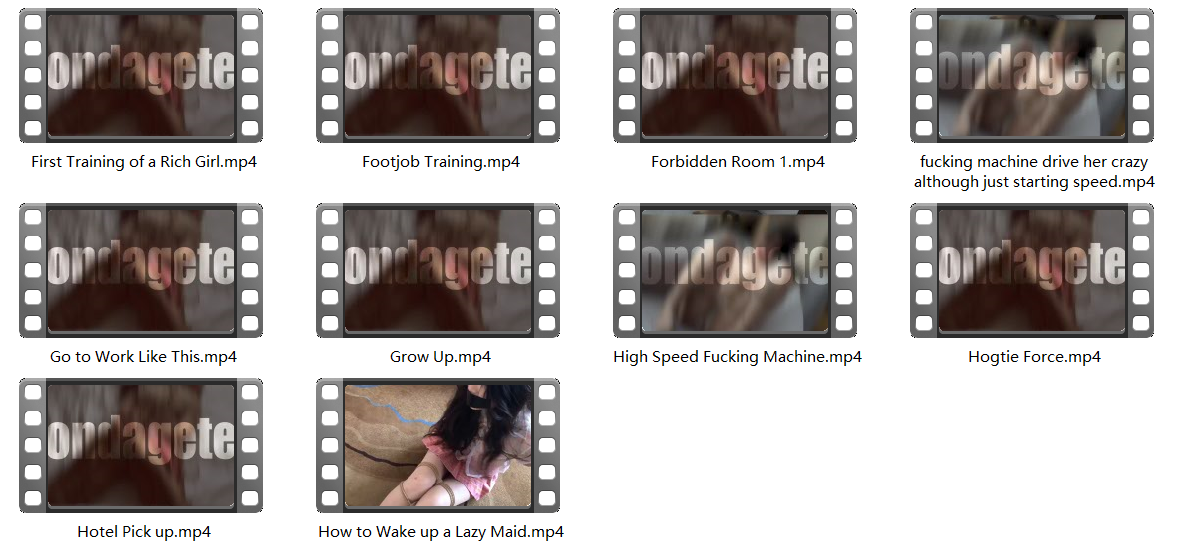 ondagete
ondagete
ondagete
ondagete
First Training of a Rich Girl.mp4
Footjob Training.mp4
Forbidden Room 1.mp4
fucking machine drive her crazy
although just starting speed.mp4
ondagete
ondagete
ondagete
ondagete
Go to Work Like This.mp4
Grow Up.mp4
High Speed Fucking Machine.mp4
Hogtie Force.mp4
ondagete
Hotel Pick up.mp4
How to Wake up a Lazy Maid.mp4